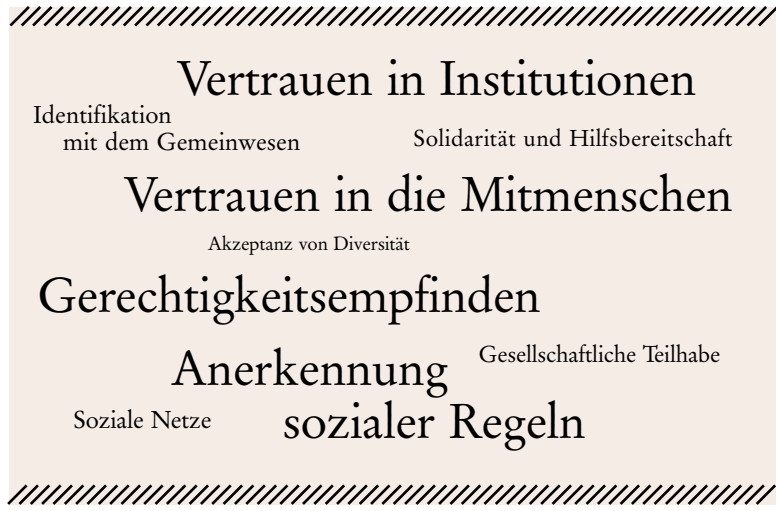 Vertrauen in Institutionen
Identifikation
mit dem Gemeinwesen
Solidarität und Hilfsbereitschaft
Vertrauen in die Mitmenschen
Akzeptanz von Diversität
Gerechtigkeitsempfinden
Gesellschaftliche Teilhabe
Anerkennung
sozialer Regeln
Soziale Netze